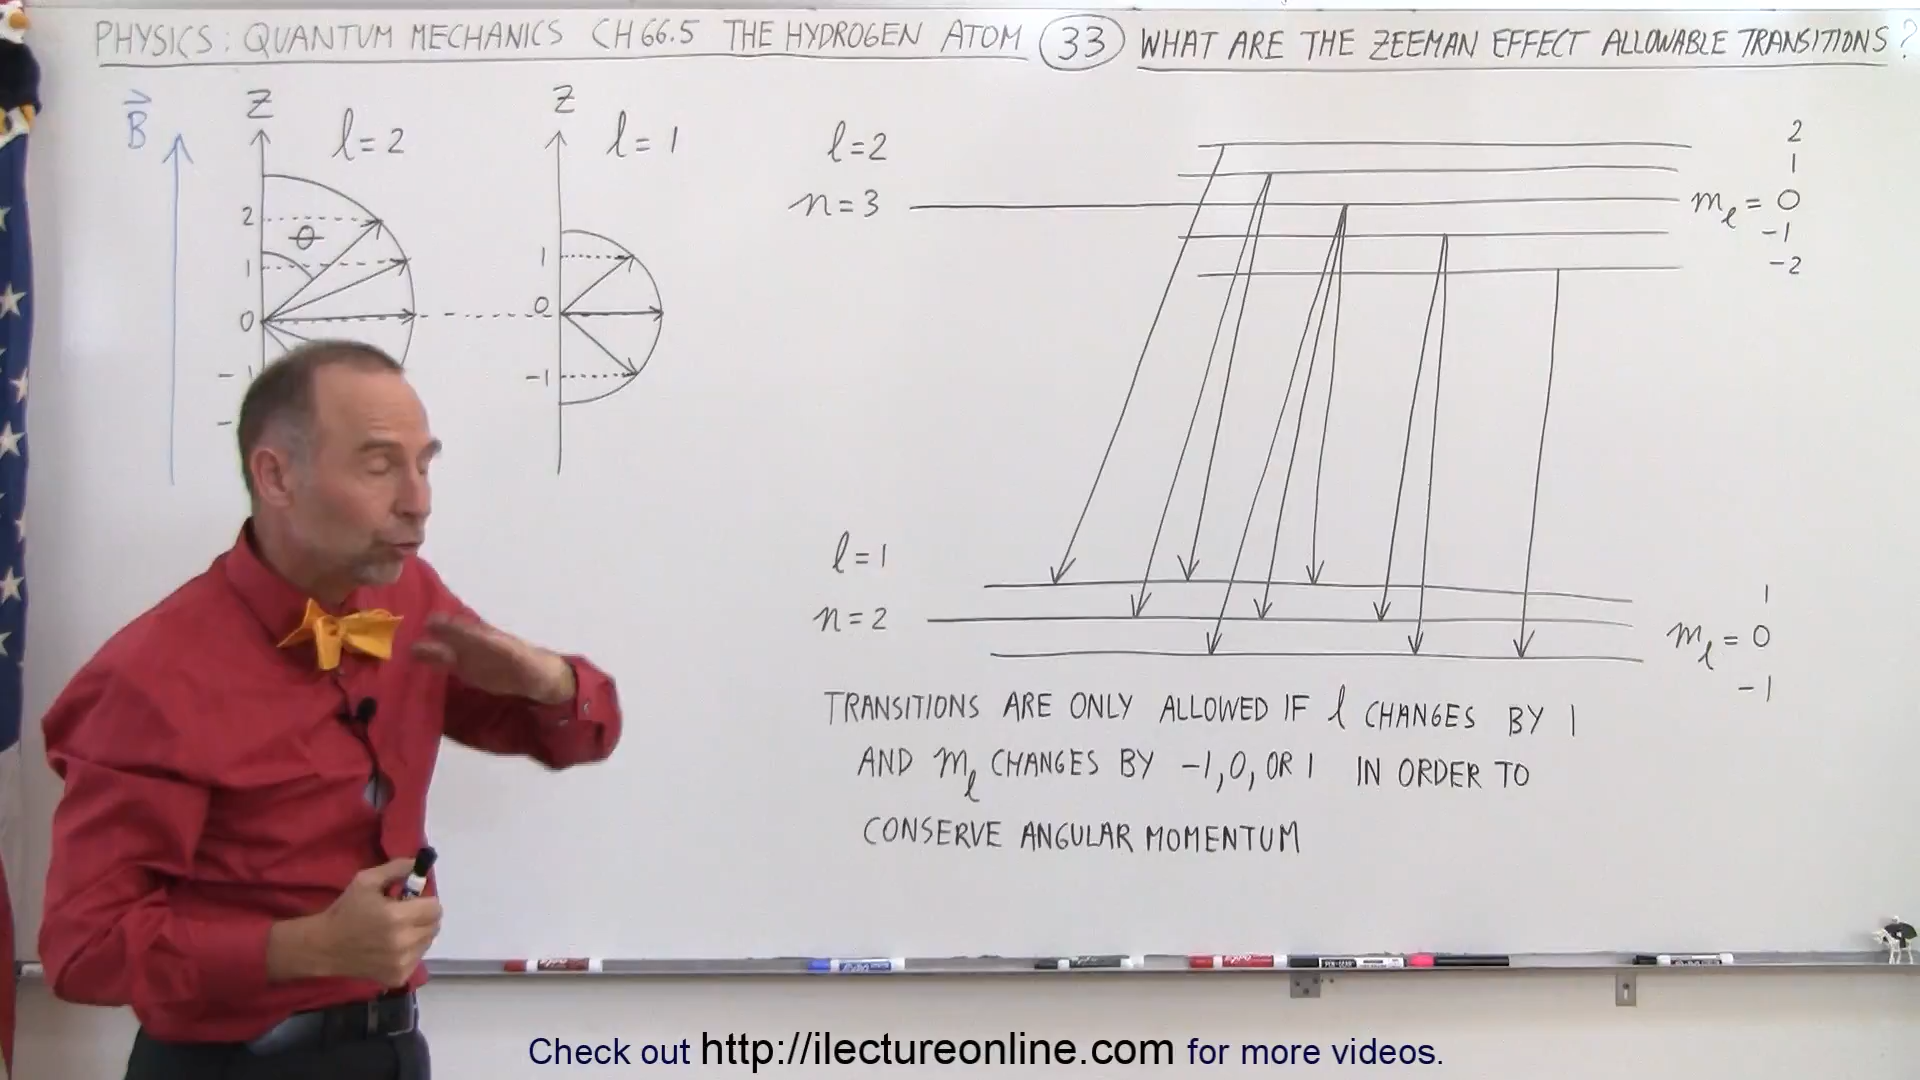 PHYSICS: QUANTUM MECHANICS CH 66.5 THE HYDROGEN ATOM 33 WHAT ARE THE ZEEMAN EFFECT ALLOWABLE TRANSITIONS?
B
Z
l=2
2
θ
1
0
-1
-
Z
l=1
1
0
-1
l=2
n=3
2
1
mℓ = 0
-1
-2
l=1
n=2
1
mℓ = 0
-1
TRANSITIONS ARE ONLY ALLOWED IF l CHANGES BY 1
AND mℓ CHANGES BY -1, 0, OR 1 IN ORDER TO
CONSERVE ANGULAR MOMENTUM
Check out http://ilectureonline.com for more videos.